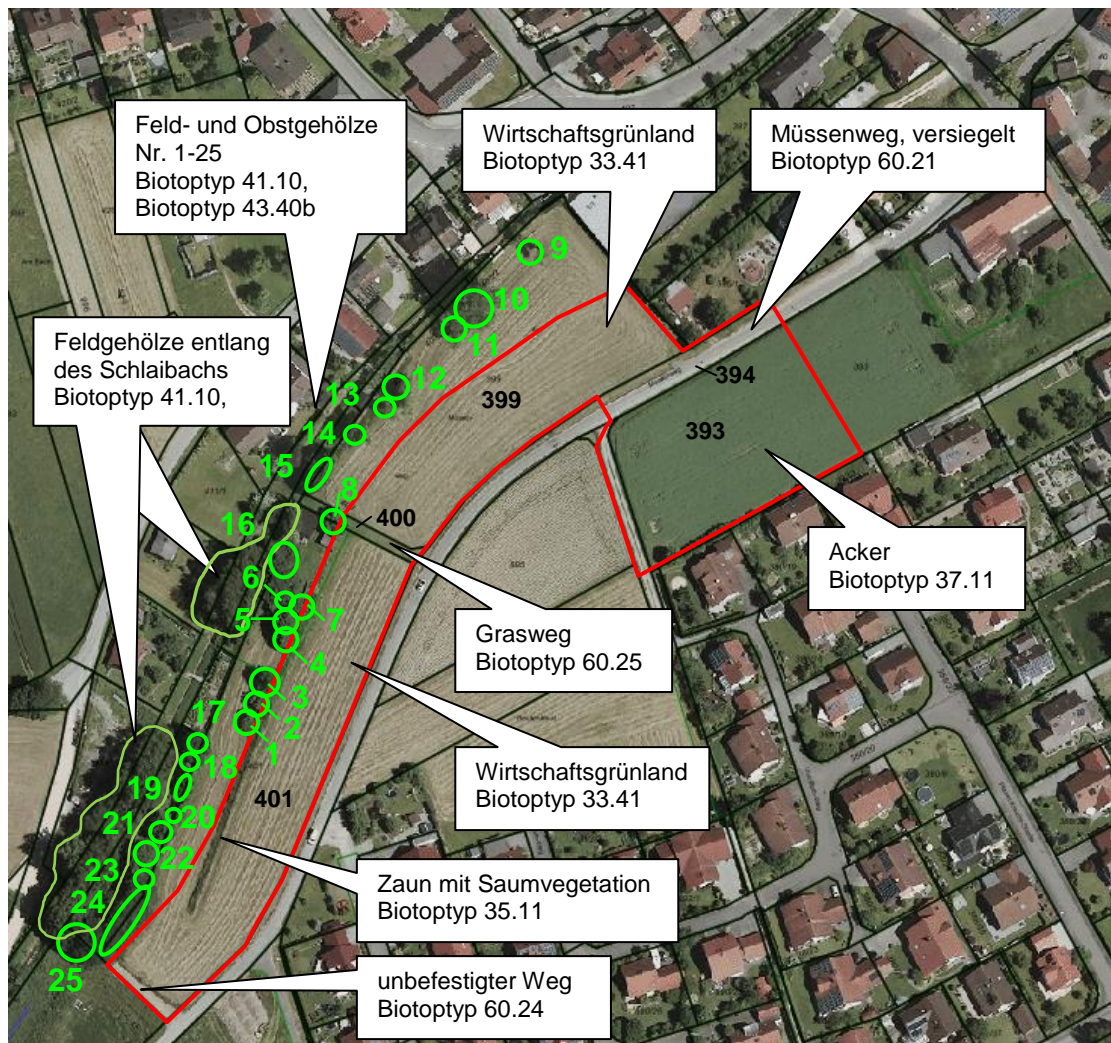 Feld- und Obstgehölze
Nr. 1-25
Biotoptyp 41.10,
Biotoptyp 43.40b
Wirtschaftsgrünland
Biotoptyp 33.41
Müssenweg, versiegelt
Biotoptyp 60.21
Feldgehölze entlang
des Schlaibachs
Biotoptyp 41.10,
9
10
11
12
13
14
15
399
394
393
8
400
16
6
5
7
4
3
2
1
Acker
Biotoptyp 37.11
Grasweg
Biotoptyp 60.25
17
18
19
20
21
22
23
24
25
401
Wirtschaftsgrünland
Biotoptyp 33.41
Zaun mit Saumvegetation
Biotoptyp 35.11
unbefestigter Weg
Biotoptyp 60.24